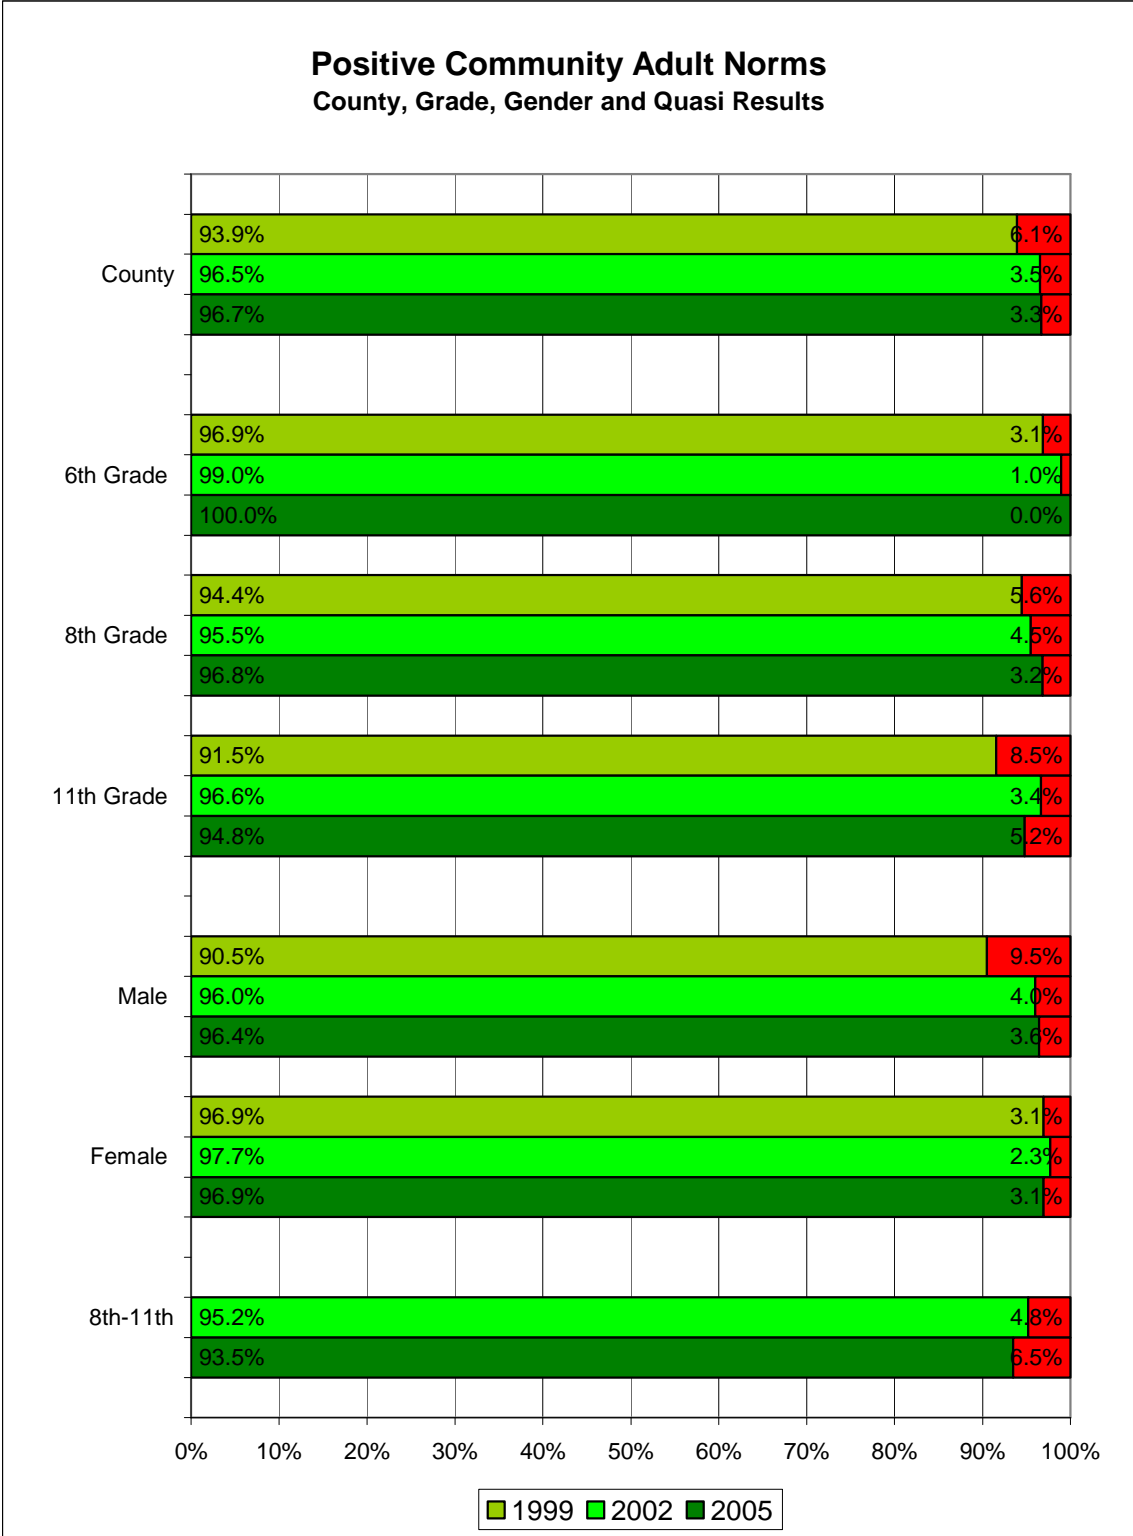 Positive Community Adult Norms
County, Grade, Gender and Quasi Results
93.9% 6.1%
County 96.5% 3.5%
96.7% 3.3%
96.9% 3.1%
6th Grade 99.0% 1.0%
100.0% 0.0%
94.4% 5.6%
8th Grade 95.5% 4.5%
96.8% 3.2%
91.5% 8.5%
11th Grade 96.6% 3.4%
94.8% 5.2%
90.5% 9.5%
Male 96.0% 4.0%
96.4% 3.6%
96.9% 3.1%
Female 97.7% 2.3%
96.9% 3.1%
8th-11th 95.2% 4.8%
93.5% 6.5%
0% 10% 20% 30% 40% 50% 60% 70% 80% 90% 100%
1999 2002 2005